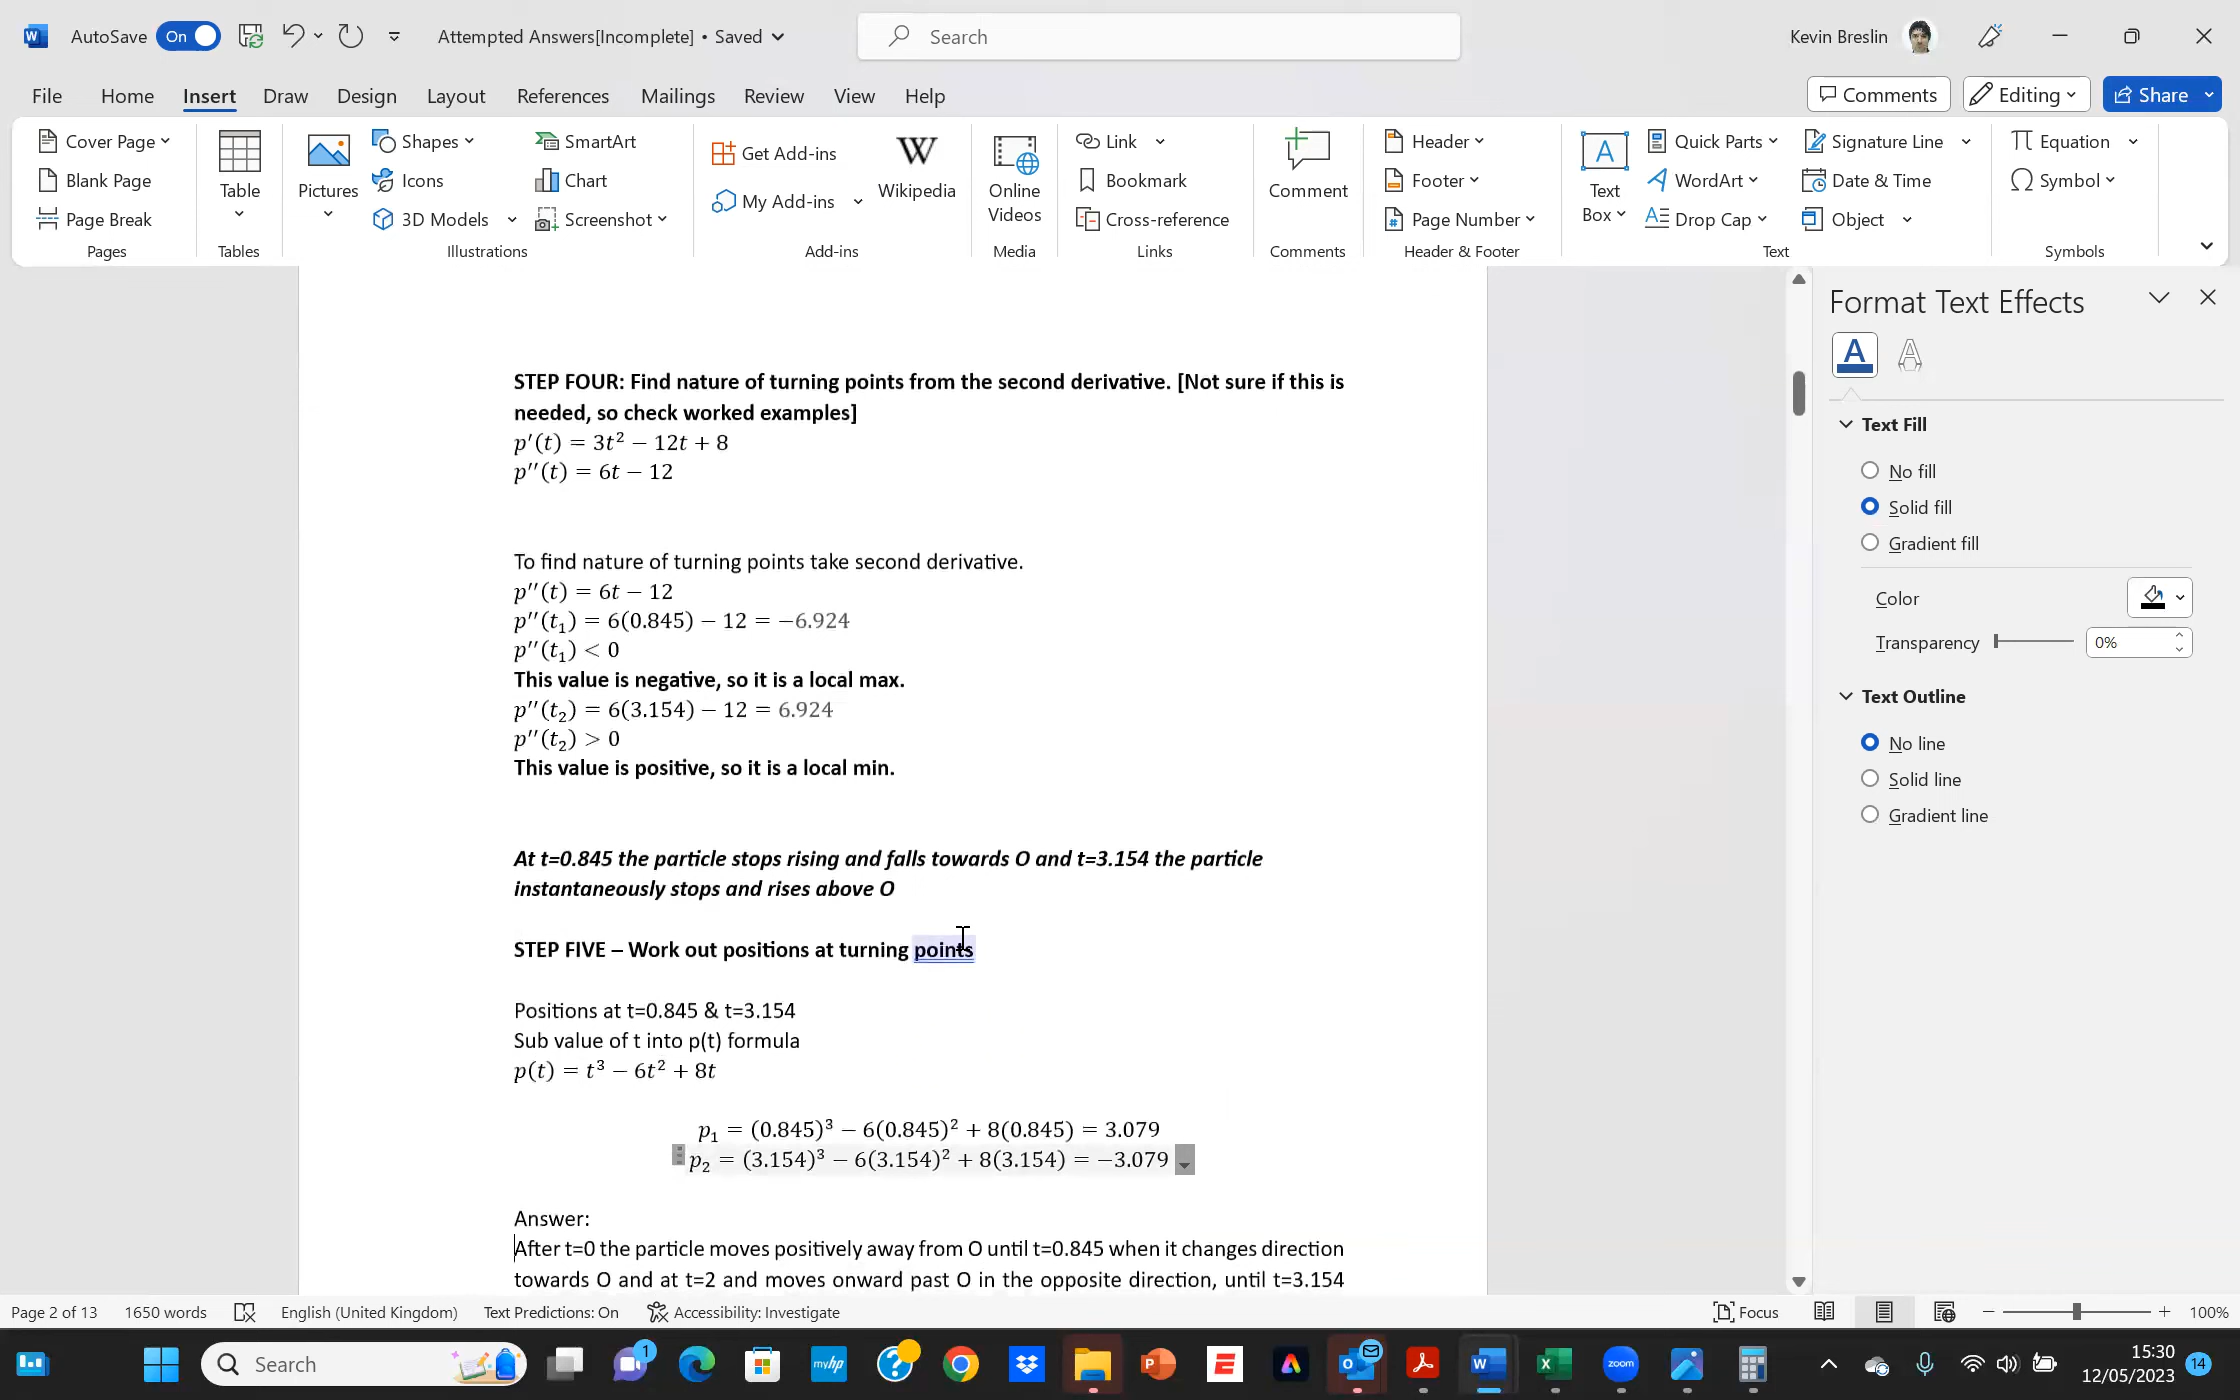 AutoSave On Attempted Answers[Incomplete] • Saved Search Kevin Breslin
File Home Insert Draw Design Layout References Mailings Review View Help Comments Editing Share
Cover Page
Blank Page
Page Break
Pages
Table
Tables
Pictures
Shapes
Icons
3D Models
SmartArt
Chart
Screenshot
Illustrations
Get Add-ins
My Add-ins
W
Wikipedia
Add-ins
Online
Videos
Media
Link
Bookmark
Cross-reference
Links
Comment
Comments
Header
Footer
Page Number
Header & Footer
Text
Box
Quick Parts
WordArt
Drop Cap
Signature Line
Date & Time
Object
Text
Equation
Symbol
Symbols
STEP FOUR: Find nature of turning points from the second derivative. [Not sure if this is
needed, so check worked examples]
p′(t) = 3t² − 12t + 8
p′′(t) = 6t − 12
To find nature of turning points take second derivative.
p′′(t) = 6t − 12
p′′(t₁) = 6(0.845) − 12 = −6.924
p′′(t₁) < 0
This value is negative, so it is a local max.
p′′(t₂) = 6(3.154) − 12 = 6.924
p′′(t₂) > 0
This value is positive, so it is a local min.
At t=0.845 the particle stops rising and falls towards O and t=3.154 the particle
instantaneously stops and rises above O
STEP FIVE – Work out positions at turning points
Positions at t=0.845 & t=3.154
Sub value of t into p(t) formula
p(t) = t³ − 6t² + 8t
p₁ = (0.845)³ − 6(0.845)² + 8(0.845) = 3.079
p₂ = (3.154)³ − 6(3.154)² + 8(3.154) = −3.079
Answer:
After t=0 the particle moves positively away from O until t=0.845 when it changes direction
towards O and at t=2 and moves onward past O in the opposite direction, until t=3.154
Format Text Effects
A A
Text Fill
No fill
Solid fill
Gradient fill
Color
Transparency 0%
Text Outline
No line
Solid line
Gradient line
Page 2 of 13 1650 words English (United Kingdom) Text Predictions: On Accessibility: Investigate Focus 100%
Search 1 myhp zoom 15:30
12/05/2023 14